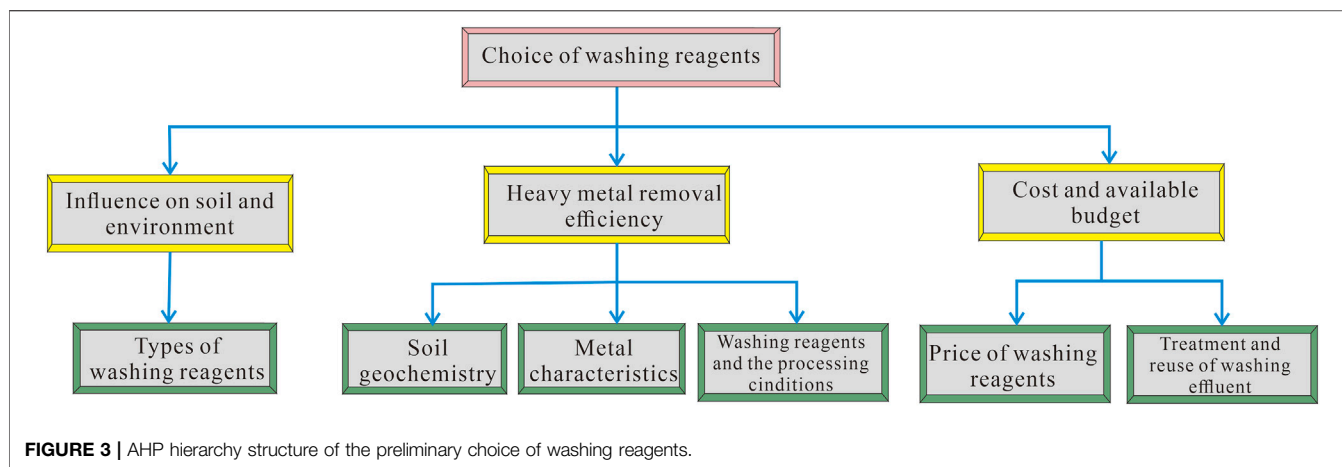 Choice of washing reagents
Influence on soil and
environment
Heavy metal removal
efficiency
Cost and available
budget
Types of
washing reagents
Soil
geochemistry
Metal
characteristics
Washing reagents
and the processing
cinditions
Price of washing
reagents
Treatment and
reuse of washing
effluent
FIGURE 3 | AHP hierarchy structure of the preliminary choice of washing reagents.